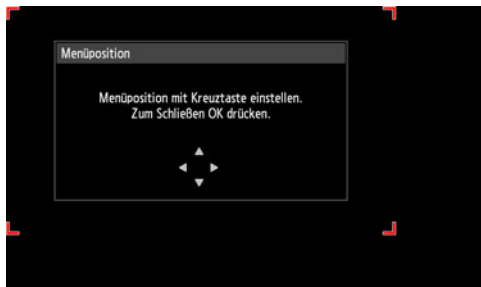 Menüposition
Menüposition mit Kreuztaste einstellen.
Zum Schließen OK drücken.